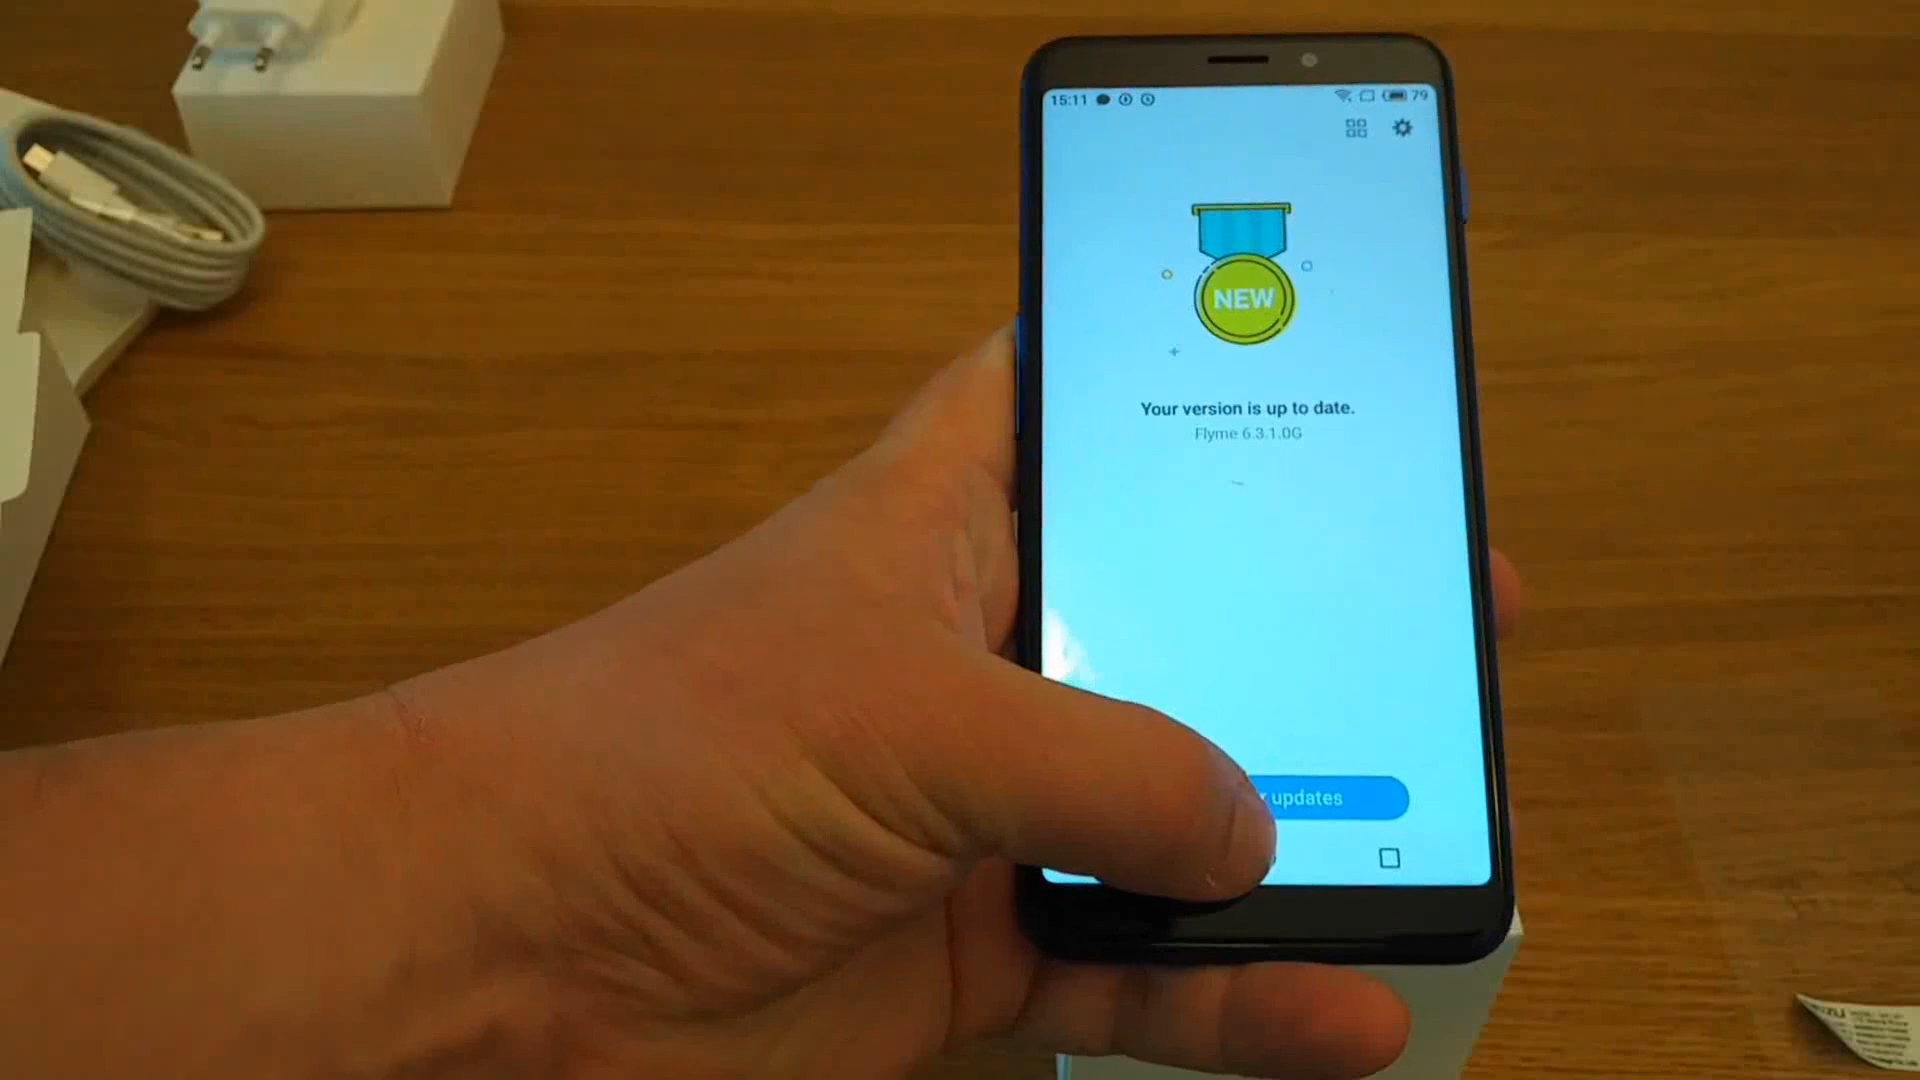 15:11
79
NEW
Your version is up to date.
Flyme 6.3.1.0G
updates